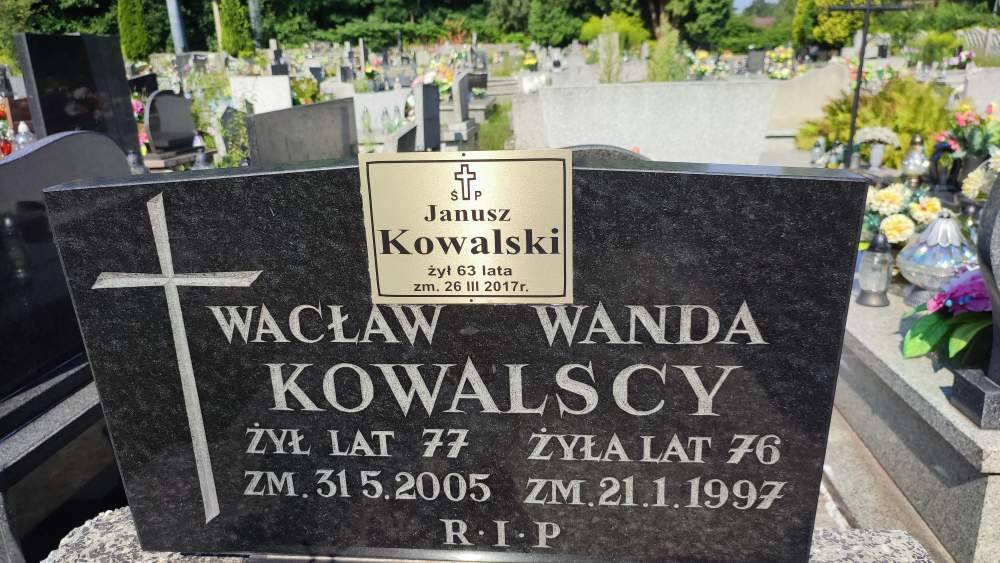 Ś P
Janusz
Kowalski
żył 63 lata
zm. 26 III 2017r.
WACŁAW WANDA
KOWALSCY
ŻYŁ LAT 77 ŻYŁA LAT 76
ZM. 31 5.2005 ZM. 21.1.1997
R·I·P